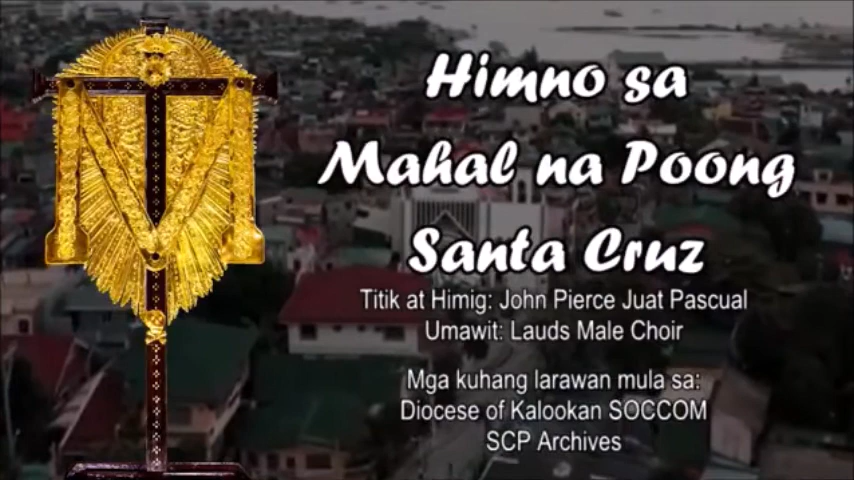 Himno sa
Mahal na Poong
Santa Cruz
Titik at Himig: John Pierce Juat Pascual
Umawit: Lauds Male Choir
Mga kuhang larawan mula sa:
Diocese of Kalookan SOCCOM
SCP Archives